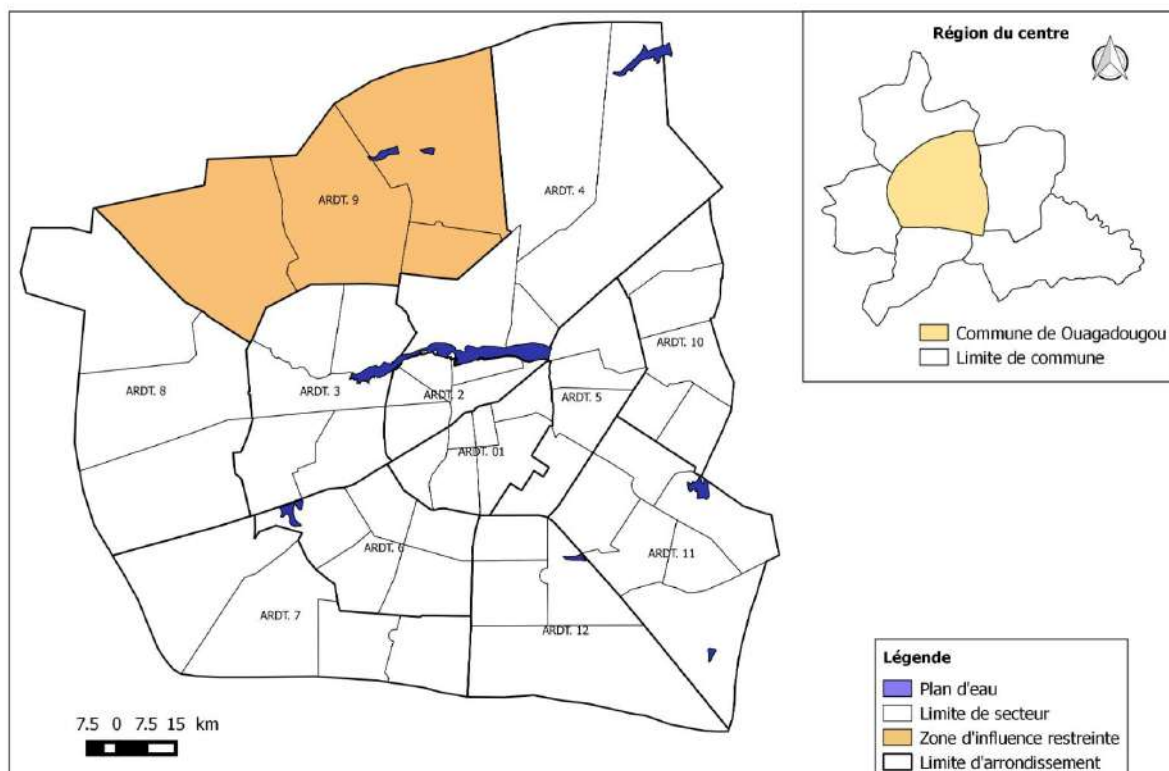 Région du centre
Commune de Ouagadougou
Limite de commune
ARDT. 4
ARDT. 9
ARDT. 10
ARDT. 8
ARDT. 3
ARDT. 2
ARDT. 5
ARDT. 01
ARDT. 6
ARDT. 11
ARDT. 7
ARDT. 12
Légende
Plan d'eau
Limite de secteur
Zone d'influence restreinte
Limite d'arrondissement
7.5 0 7.5 15 km